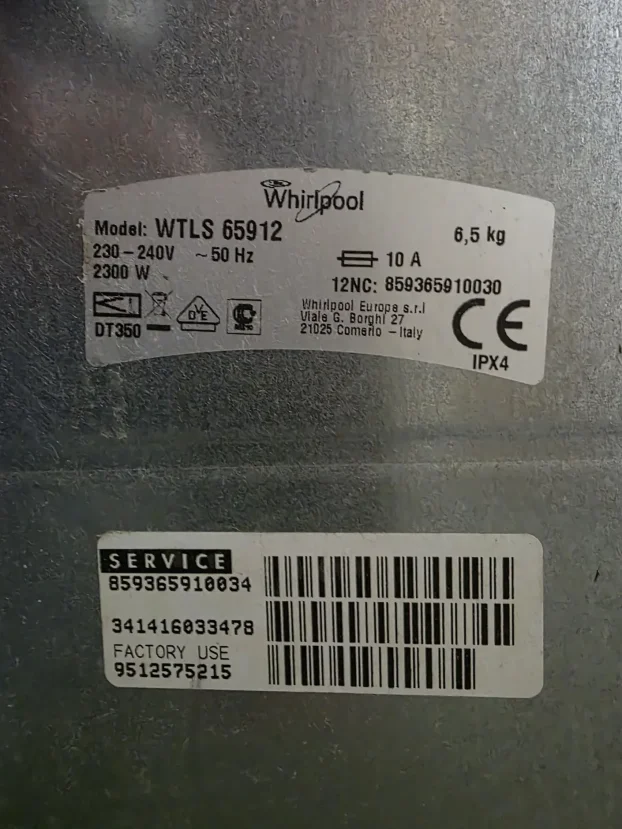 Whirlpool
Model: WTLS 65912
6,5 kg
230-240V ~ 50 Hz
10 A
2300 W
12NC: 859365910030
Whirlpool Europe s.r.l
Viale G. Borghi 27
21025 Comerio - Italy
DT350
DVE
CE
IPX4
SERVICE
859365910034
341416033478
FACTORY USE
9512575215